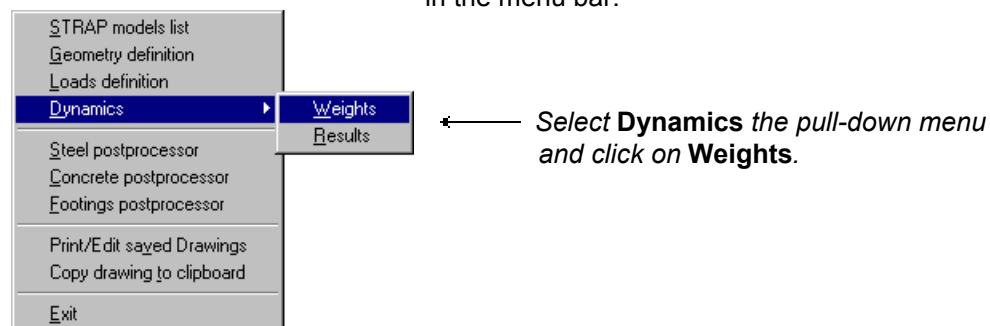 in the menu bar.
STRAP models list
Geometry definition
Loads definition
Dynamics
Weights
Results
Select Dynamics the pull-down menu
and click on Weights.
Steel postprocessor
Concrete postprocessor
Footings postprocessor
Print/Edit saved Drawings
Copy drawing to clipboard
Exit